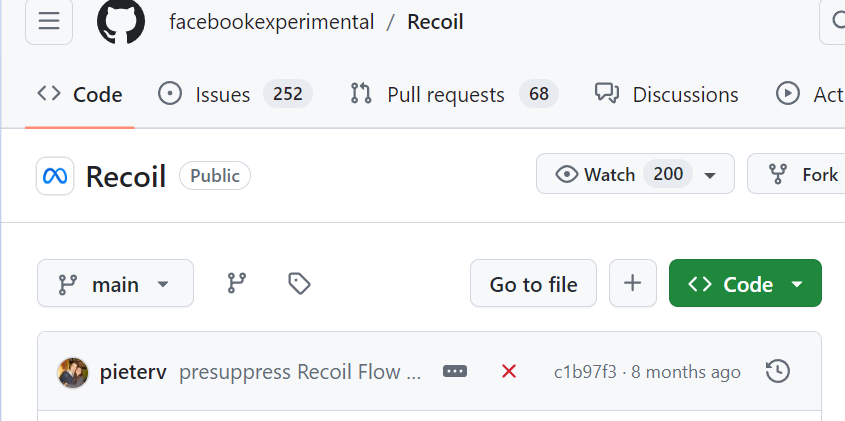 facebookexperimental / Recoil
Code Issues 252 Pull requests 68 Discussions Act
Recoil Public Watch 200 Fork
main Go to file + Code
pieterv presuppress Recoil Flow ... c1b97f3 · 8 months ago